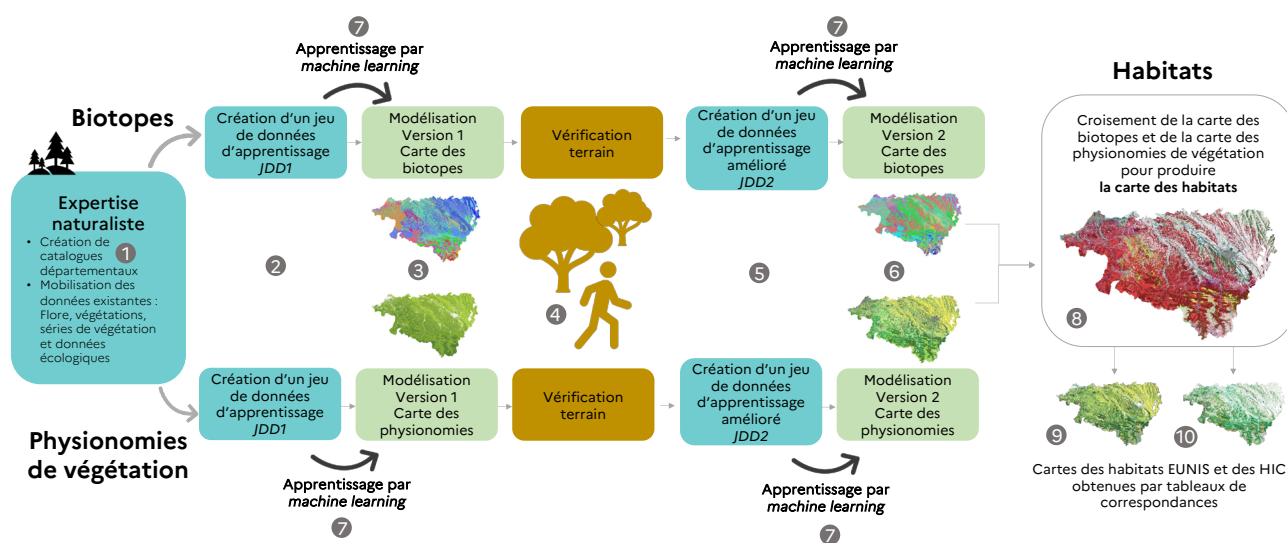 7
Apprentissage par
machine learning
7
Apprentissage par
machine learning
Biotopes
Création d'un jeu
de données
d'apprentissage
JDD1
Modélisation
Version 1
Carte des
biotopes
Vérification
terrain
Création d'un jeu
de données
d'apprentissage
amélioré
JDD2
Modélisation
Version 2
Carte des
biotopes
Expertise
naturaliste
• Création de
catalogues
départementaux
• Mobilisation des
données existantes :
Flore, végétations,
séries de végétation
et données
écologiques
1
2
3
4
5
6
Physionomies
de végétation
Création d'un jeu
de données
d'apprentissage
JDD1
Modélisation
Version 1
Carte des
physionomies
Vérification
terrain
Création d'un jeu
de données
d'apprentissage
amélioré
JDD2
Modélisation
Version 2
Carte des
physionomies
Apprentissage par
machine learning
7
Apprentissage par
machine learning
7
Habitats
Croisement de la carte des
biotopes et de la carte des
physionomies de végétation
pour produire
la carte des habitats
8
9
10
Cartes des habitats EUNIS et des HIC
obtenues par tableaux de
correspondances